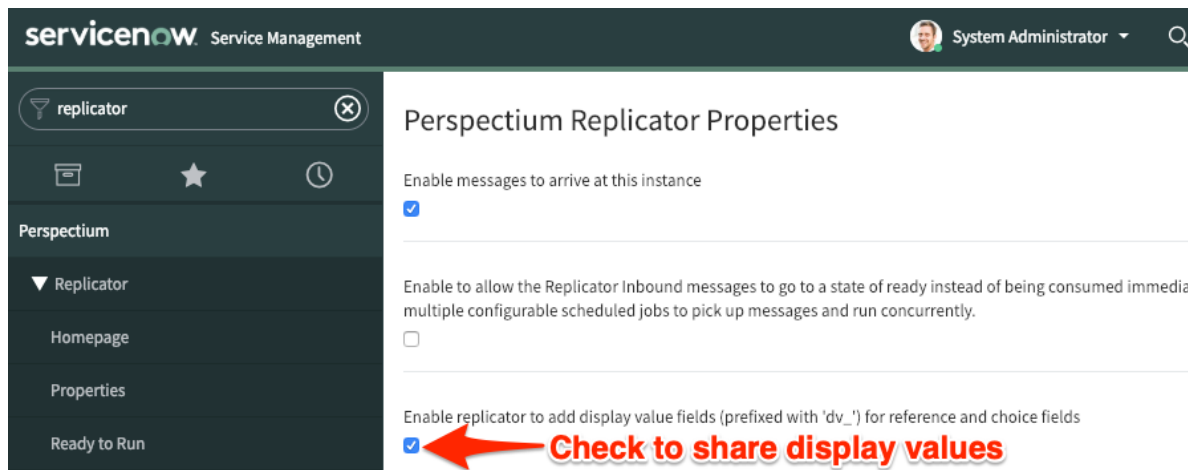 servicenow. Service Management
System Administrator
replicator
Perspectium
Replicator
Homepage
Properties
Ready to Run
Perspectium Replicator Properties
Enable messages to arrive at this instance
Enable to allow the Replicator Inbound messages to go to a state of ready instead of being consumed immedia
multiple configurable scheduled jobs to pick up messages and run concurrently.
Enable replicator to add display value fields (prefixed with 'dv_') for reference and choice fields
Check to share display values